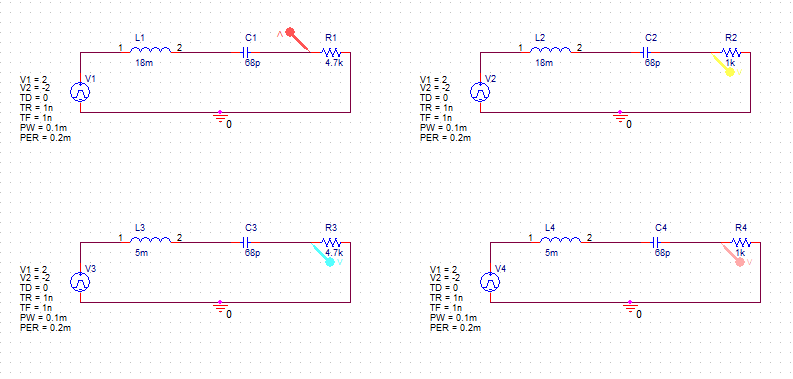 L1 C1 R1
1 2
18m 68p 4.7k
V1
V1 = 2
V2 = -2
TD = 0
TR = 1n
TF = 1n
PW = 0.1m
PER = 0.2m
0
L2 C2 R2
1 2
18m 68p 1k
V2
V1 = 2
V2 = -2
TD = 0
TR = 1n
TF = 1n
PW = 0.1m
PER = 0.2m
0
L3 C3 R3
1 2
5m 68p 4.7k
V
V3
V1 = 2
V2 = -2
TD = 0
TR = 1n
TF = 1n
PW = 0.1m
PER = 0.2m
0
L4 C4 R4
1 2
5m 68p 1k
V
V4
V1 = 2
V2 = -2
TD = 0
TR = 1n
TF = 1n
PW = 0.1m
PER = 0.2m
0